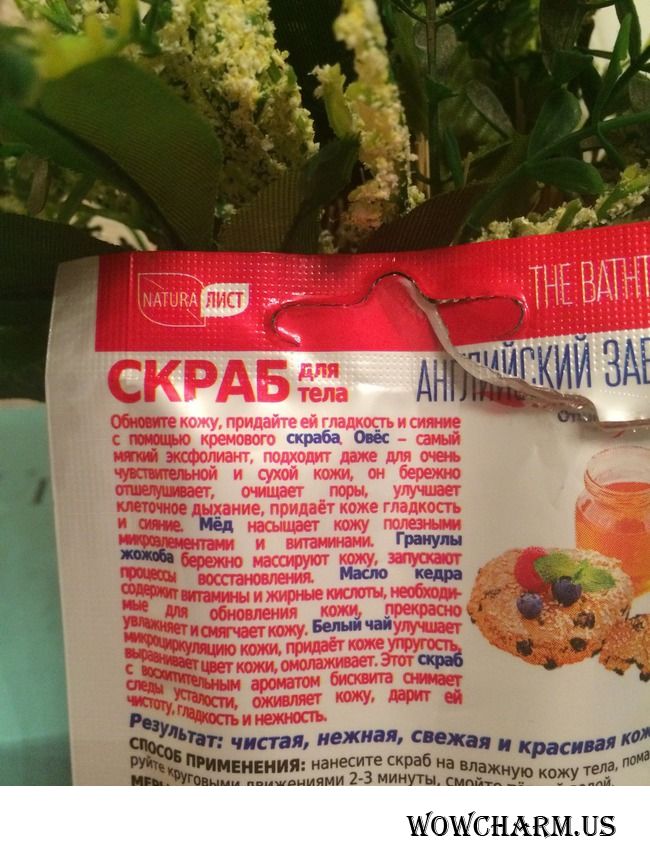 NATURA ЛИСТ
THE BATHT
СКРАБ для тела
АНГЛИЙСКИЙ ЗАВ
Обновите кожу, придайте ей гладкость и сияние
с помощью кремового скраба. Овёс – самый
мягкий эксфолиант, подходит даже для очень
чувствительной и сухой кожи, он бережно
отшелушивает, очищает поры, улучшает
клеточное дыхание, придаёт коже гладкость
и сияние. Мёд насыщает кожу полезными
микроэлементами и витаминами. Гранулы
жожоба бережно массируют кожу, запускают
процессы восстановления. Масло кедра
содержит витамины и жирные кислоты, необходи-
мые для обновления кожи, прекрасно
увлажняет и смягчает кожу. Белый чай улучшает
микроциркуляцию кожи, придаёт коже упругость,
выравнивает цвет кожи, омолаживает. Этот скраб
с восхитительным ароматом бисквита снимает
следы усталости, оживляет кожу, дарит ей
чистоту, гладкость и нежность.
Результат: чистая, нежная, свежая и красивая кож
СПОСОБ ПРИМЕНЕНИЯ: нанесите скраб на влажную кожу тела, пома
руйте круговыми движениями 2-3 минуты, смойте
WOWCHARM.US